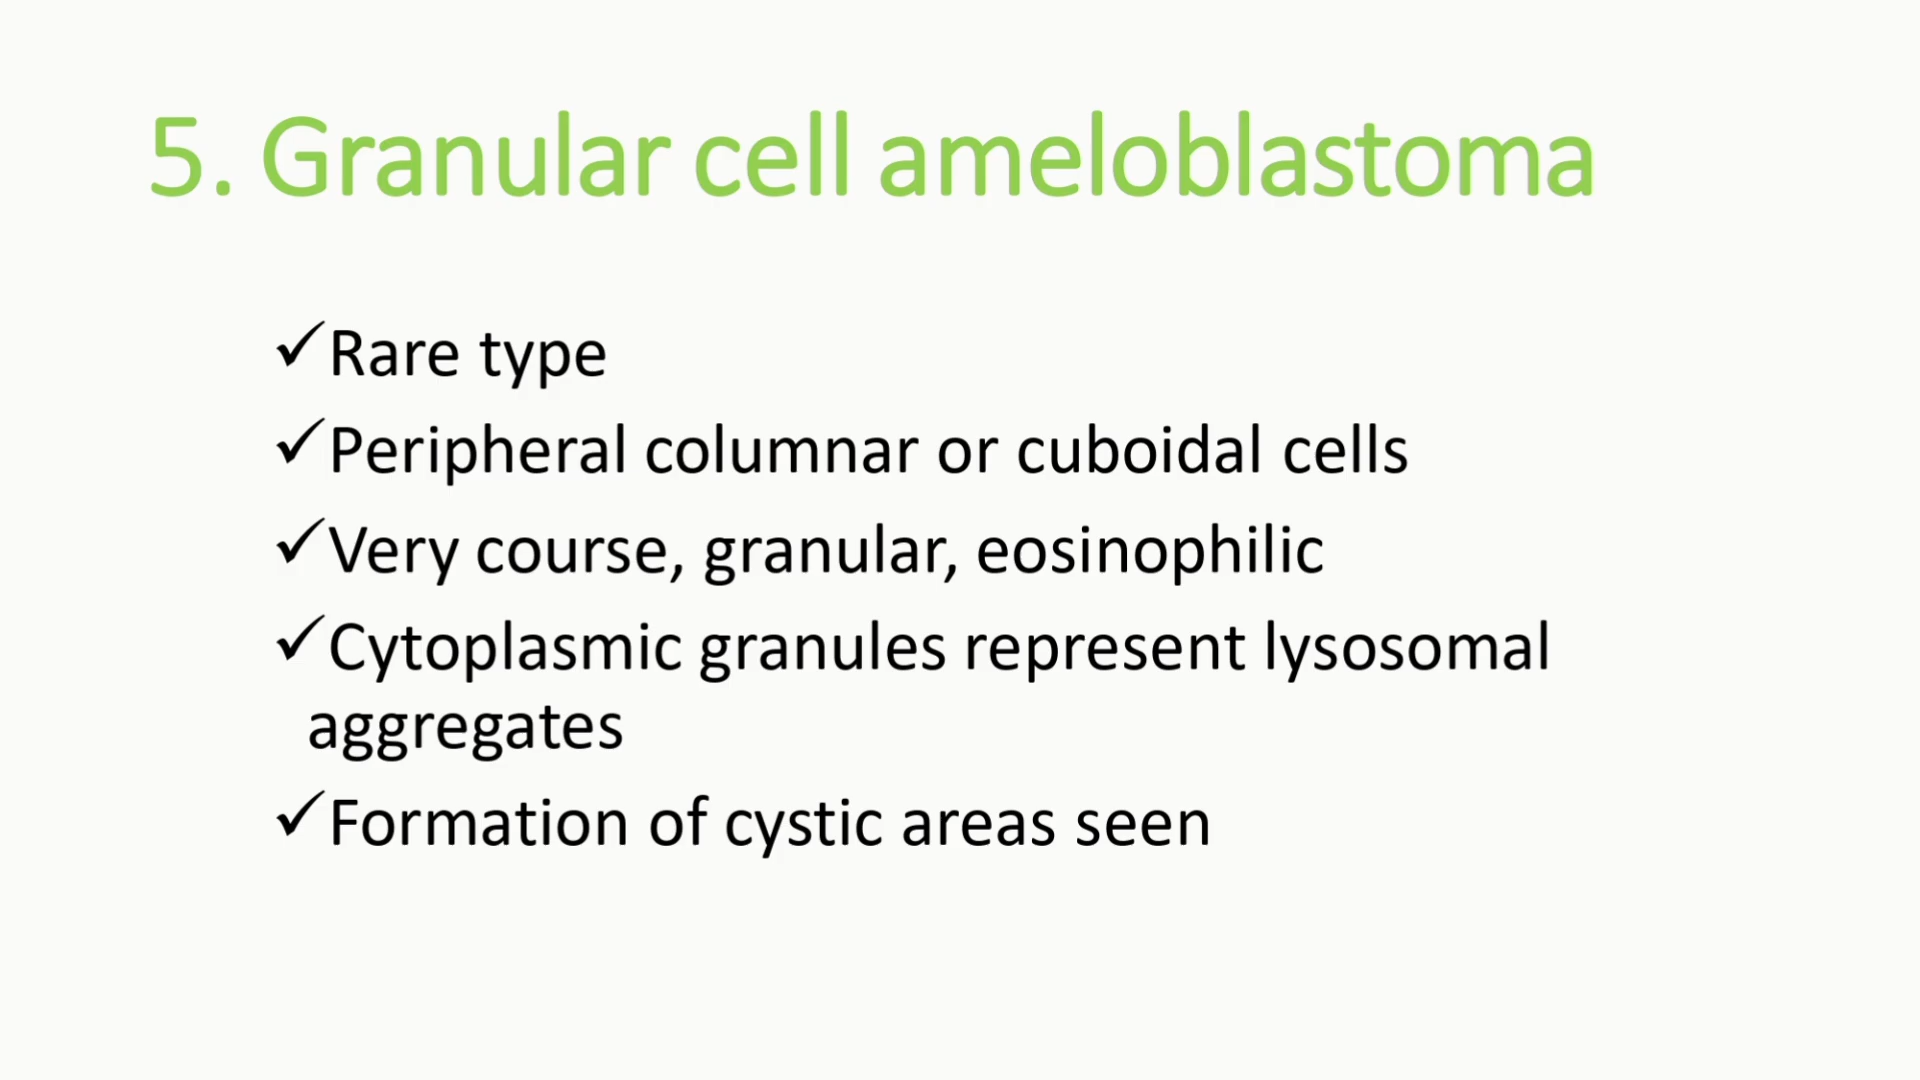 5. Granular cell ameloblastoma
✓Rare type
✓Peripheral columnar or cuboidal cells
✓Very course, granular, eosinophilic
✓Cytoplasmic granules represent lysosomal
aggregates
✓Formation of cystic areas seen